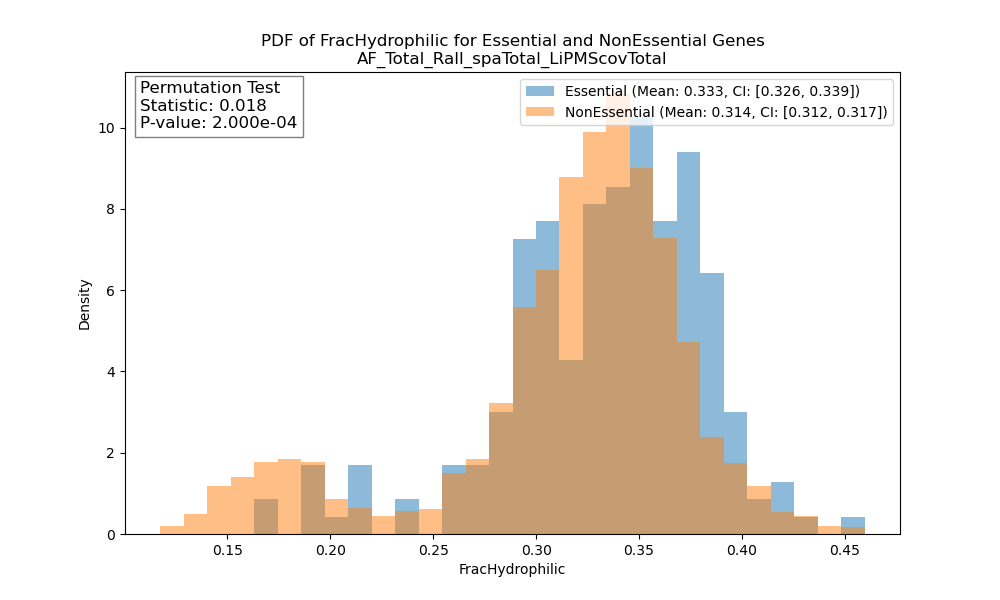 PDF of FracHydrophilic for Essential and NonEssential Genes
AF_Total_Rall_spaTotal_LiPMScovTotal
Permutation Test
Statistic: 0.018
P-value: 2.000e-04
Essential (Mean: 0.333, CI: [0.326, 0.339])
NonEssential (Mean: 0.314, CI: [0.312, 0.317])
Density
10
8
6
4
2
0
0.15 0.20 0.25 0.30 0.35 0.40 0.45
FracHydrophilic